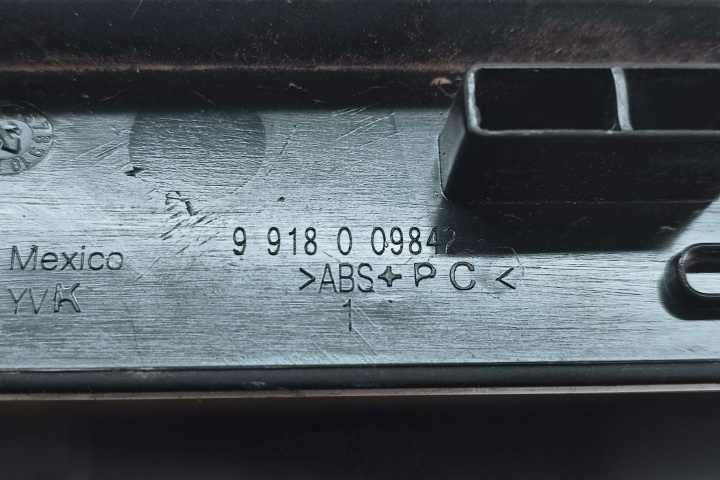 9 918 0 09842
Mexico
>ABS+PC<
YVK
1